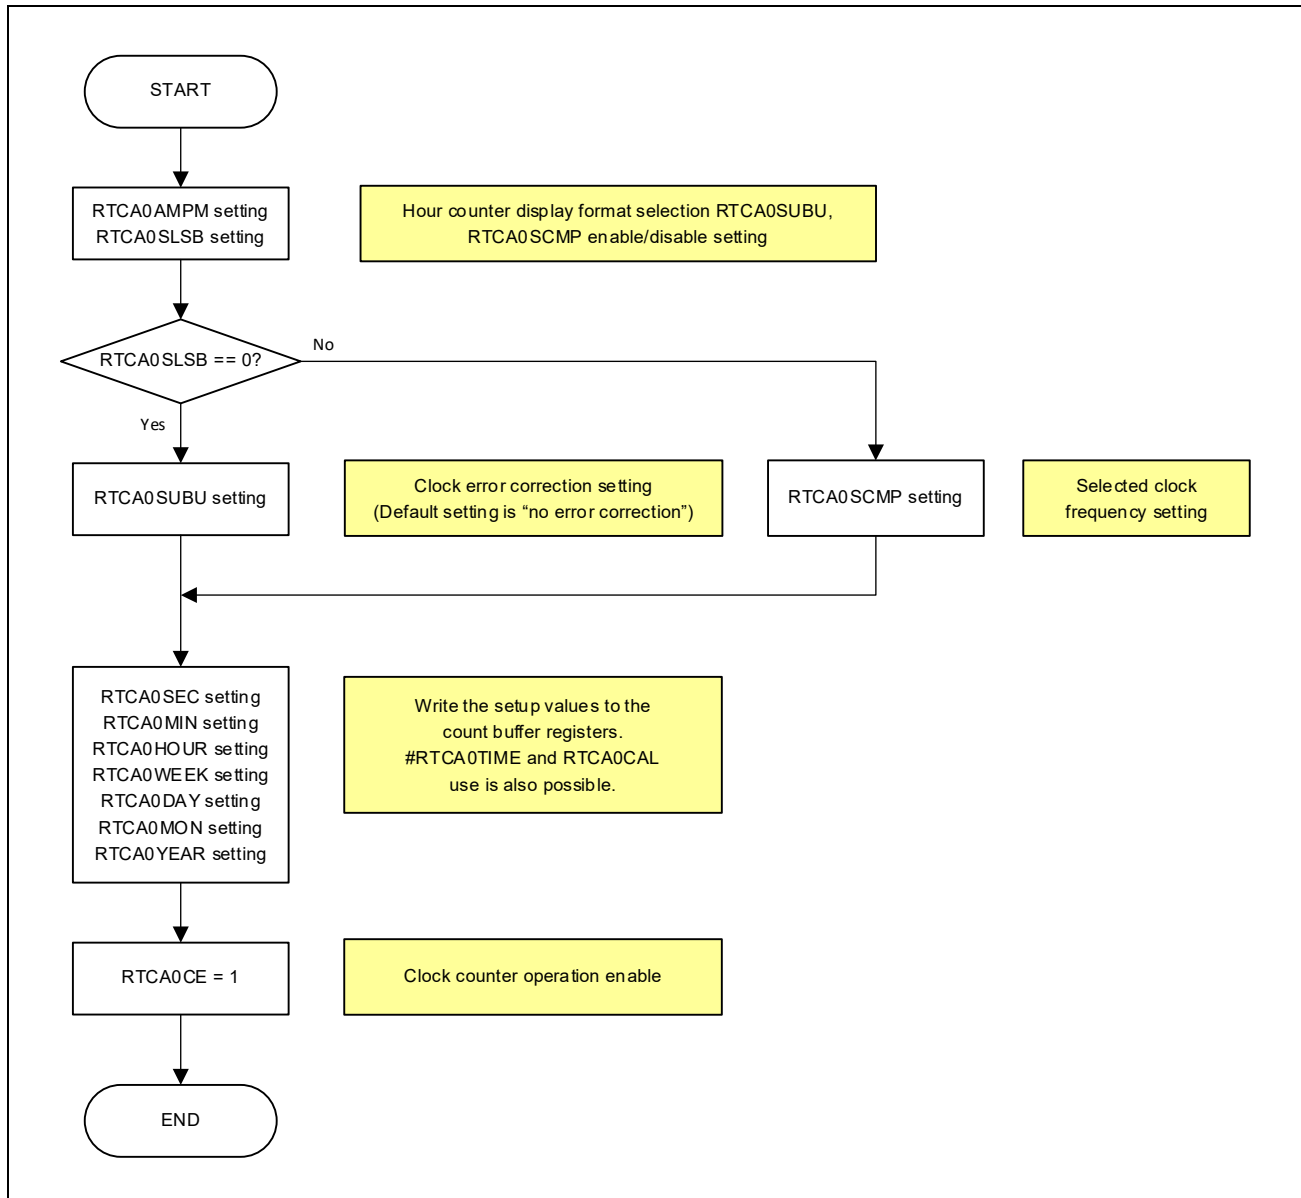 START
RTCA0AMPM setting
RTCA0SLSB setting
Hour counter display format selection RTCA0SUBU,
RTCA0SCMP enable/disable setting
RTCA0SLSB == 0?
No
Yes
RTCA0SUBU setting
Clock error correction setting
(Default setting is “no error correction”)
RTCA0SCMP setting
Selected clock
frequency setting
RTCA0SEC setting
RTCA0MIN setting
RTCA0HOUR setting
RTCA0WEEK setting
RTCA0DAY setting
RTCA0MON setting
RTCA0YEAR setting
Write the setup values to the
count buffer registers.
#RTCA0TIME and RTCA0CAL
use is also possible.
RTCA0CE = 1
Clock counter operation enable
END